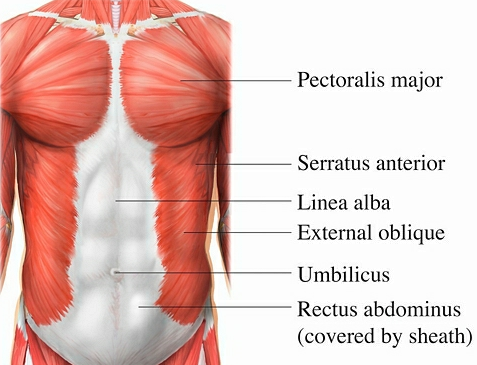 Pectoralis major
Serratus anterior
Linea alba
External oblique
Umbilicus
Rectus abdominus
(covered by sheath)